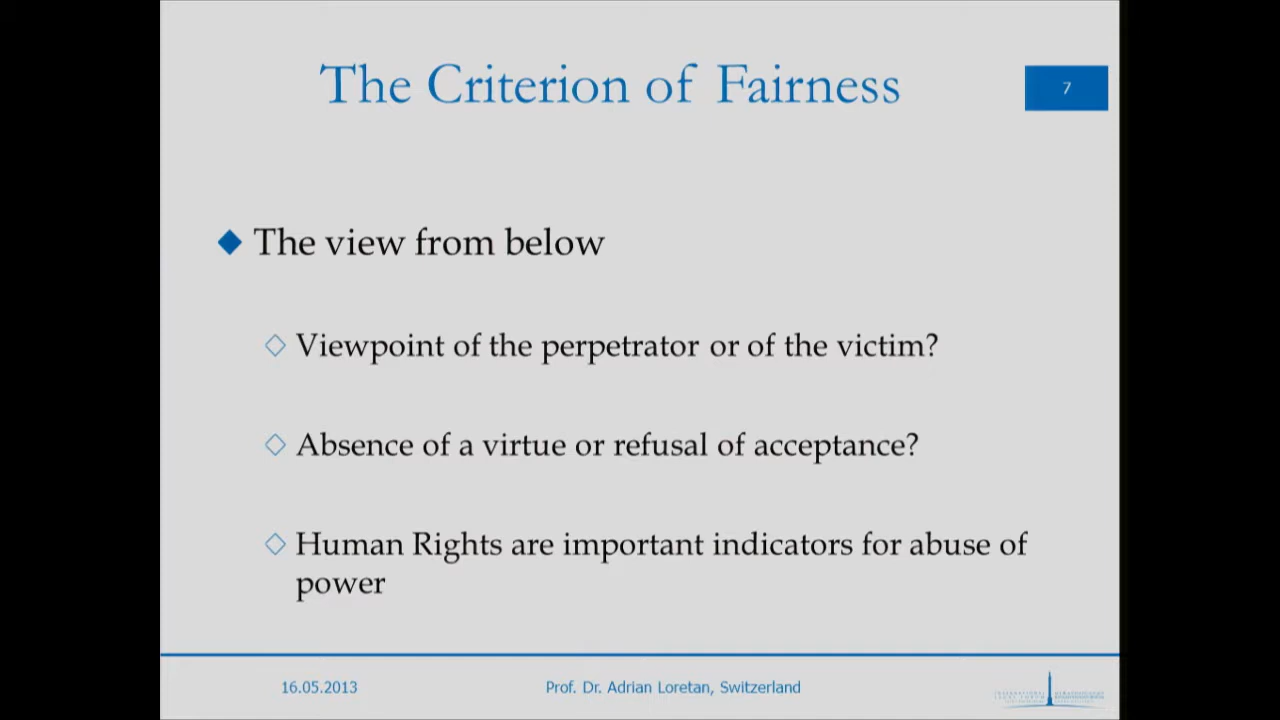 The Criterion of Fairness
7
The view from below
Viewpoint of the perpetrator or of the victim?
Absence of a virtue or refusal of acceptance?
Human Rights are important indicators for abuse of
power
16.05.2013
Prof. Dr. Adrian Loretan, Switzerland